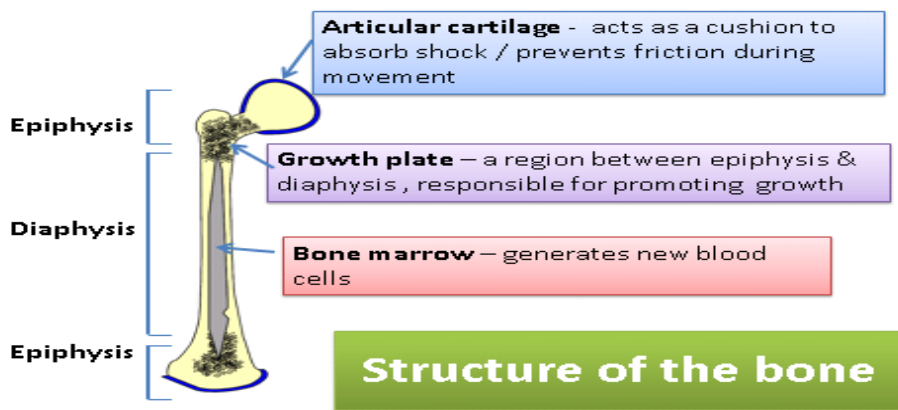 Articular cartilage - acts as a cushion to
absorb shock / prevents friction during
movement
Epiphysis
Growth plate – a region between epiphysis &
diaphysis , responsible for promoting growth
Diaphysis
Bone marrow – generates new blood
cells
Epiphysis
Structure of the bone